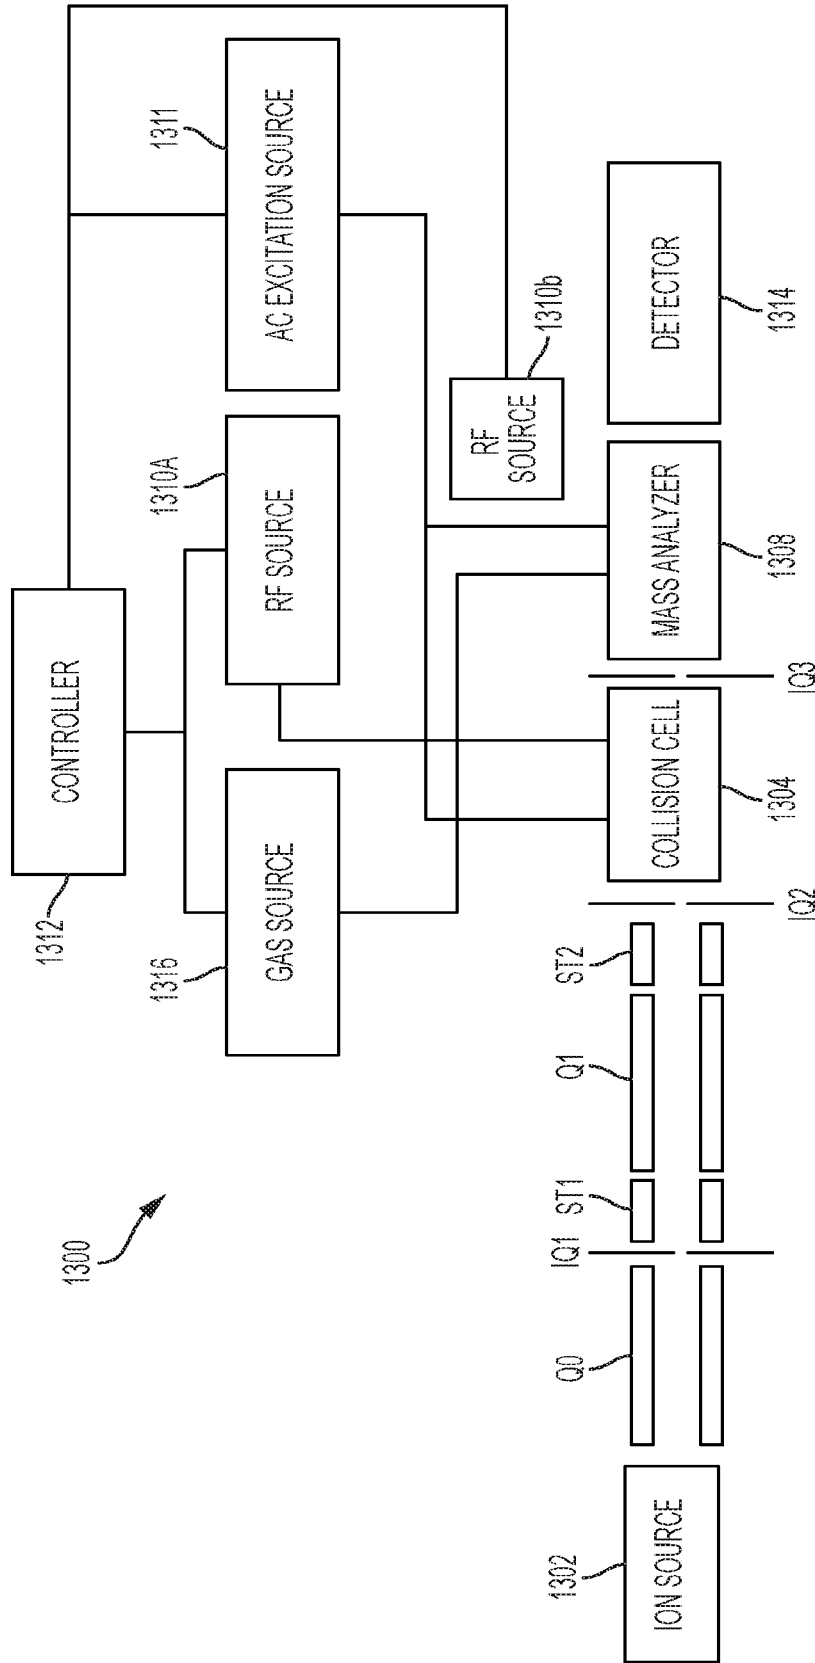 1300
CONTROLLER
1312
GAS SOURCE
1316
RF SOURCE
1310A
AC EXCITATION SOURCE
1311
RF
SOURCE
1310b
ION SOURCE
1302
Q0
IQ1
ST1
Q1
ST2
IQ2
COLLISION CELL
1304
IQ3
MASS ANALYZER
1308
DETECTOR
1314